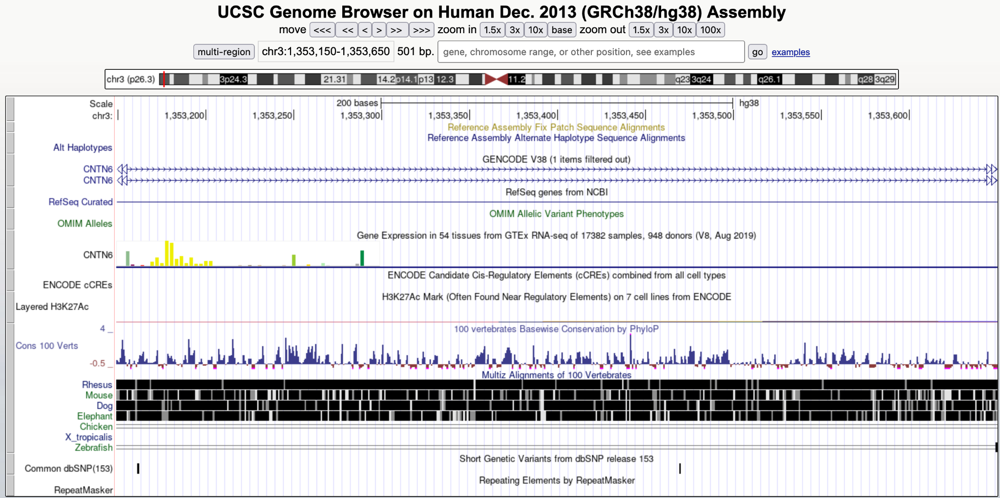 UCSC Genome Browser on Human Dec. 2013 (GRCh38/hg38) Assembly
move <<< << < > >> >>> zoom in 1.5x 3x 10x base zoom out 1.5x 3x 10x 100x
multi-region chr3:1,353,150-1,353,650 501 bp. gene, chromosome range, or other position, see examples go examples
chr3 (p26.3) 3p24.3 21.31 14.2 p14.1 p13 12.3 11.2 q23 3q24 q26.1 q28 3q29
Scale 200 bases hg38
chr3: 1,353,200 1,353,250 1,353,300 1,353,350 1,353,400 1,353,450 1,353,500 1,353,550 1,353,600
Reference Assembly Fix Patch Sequence Alignments
Reference Assembly Alternate Haplotype Sequence Alignments
Alt Haplotypes
GENCODE V38 (1 items filtered out)
CNTN6
CNTN6
RefSeq genes from NCBI
RefSeq Curated
OMIM Allelic Variant Phenotypes
OMIM Alleles
Gene Expression in 54 tissues from GTEx RNA-seq of 17382 samples, 948 donors (V8, Aug 2019)
CNTN6
ENCODE Candidate Cis-Regulatory Elements (cCREs) combined from all cell types
ENCODE cCREs
H3K27Ac Mark (Often Found Near Regulatory Elements) on 7 cell lines from ENCODE
Layered H3K27Ac
4 _ 100 vertebrates Basewise Conservation by PhyloP
Cons 100 Verts
-0.5 _
Multiz Alignments of 100 Vertebrates
Rhesus
Mouse
Dog
Elephant
Chicken
X_tropicalis
Zebrafish
Short Genetic Variants from dbSNP release 153
Common dbSNP(153)
Repeating Elements by RepeatMasker
RepeatMasker